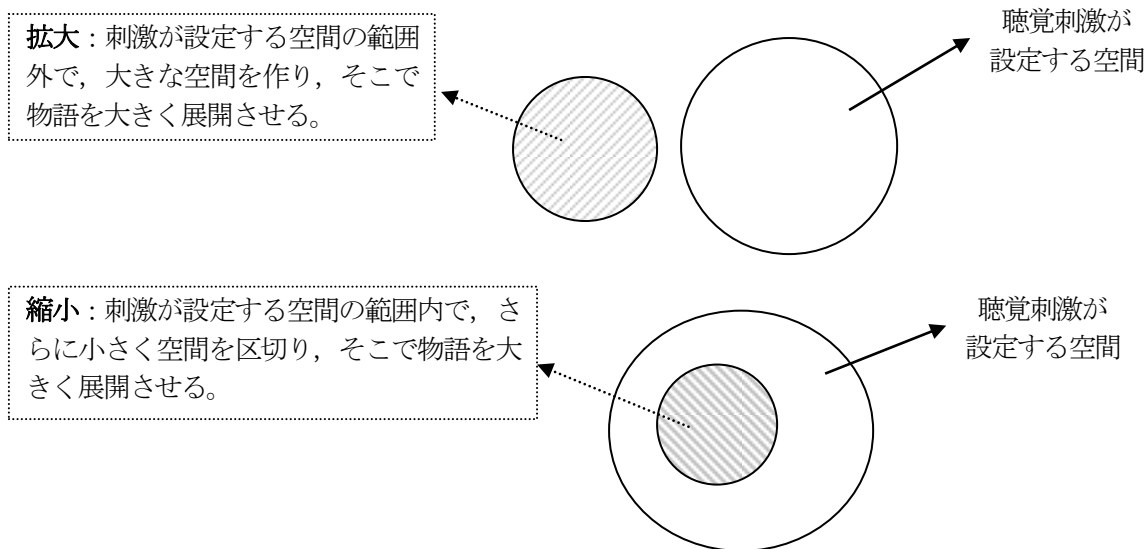 拡大：刺激が設定する空間の範囲
外で，大きな空間を作り，そこで
物語を大きく展開させる。
聴覚刺激が
設定する空間
縮小：刺激が設定する空間の範囲内で，さ
らに小さく空間を区切り，そこで物語を大
きく展開させる。
聴覚刺激が
設定する空間